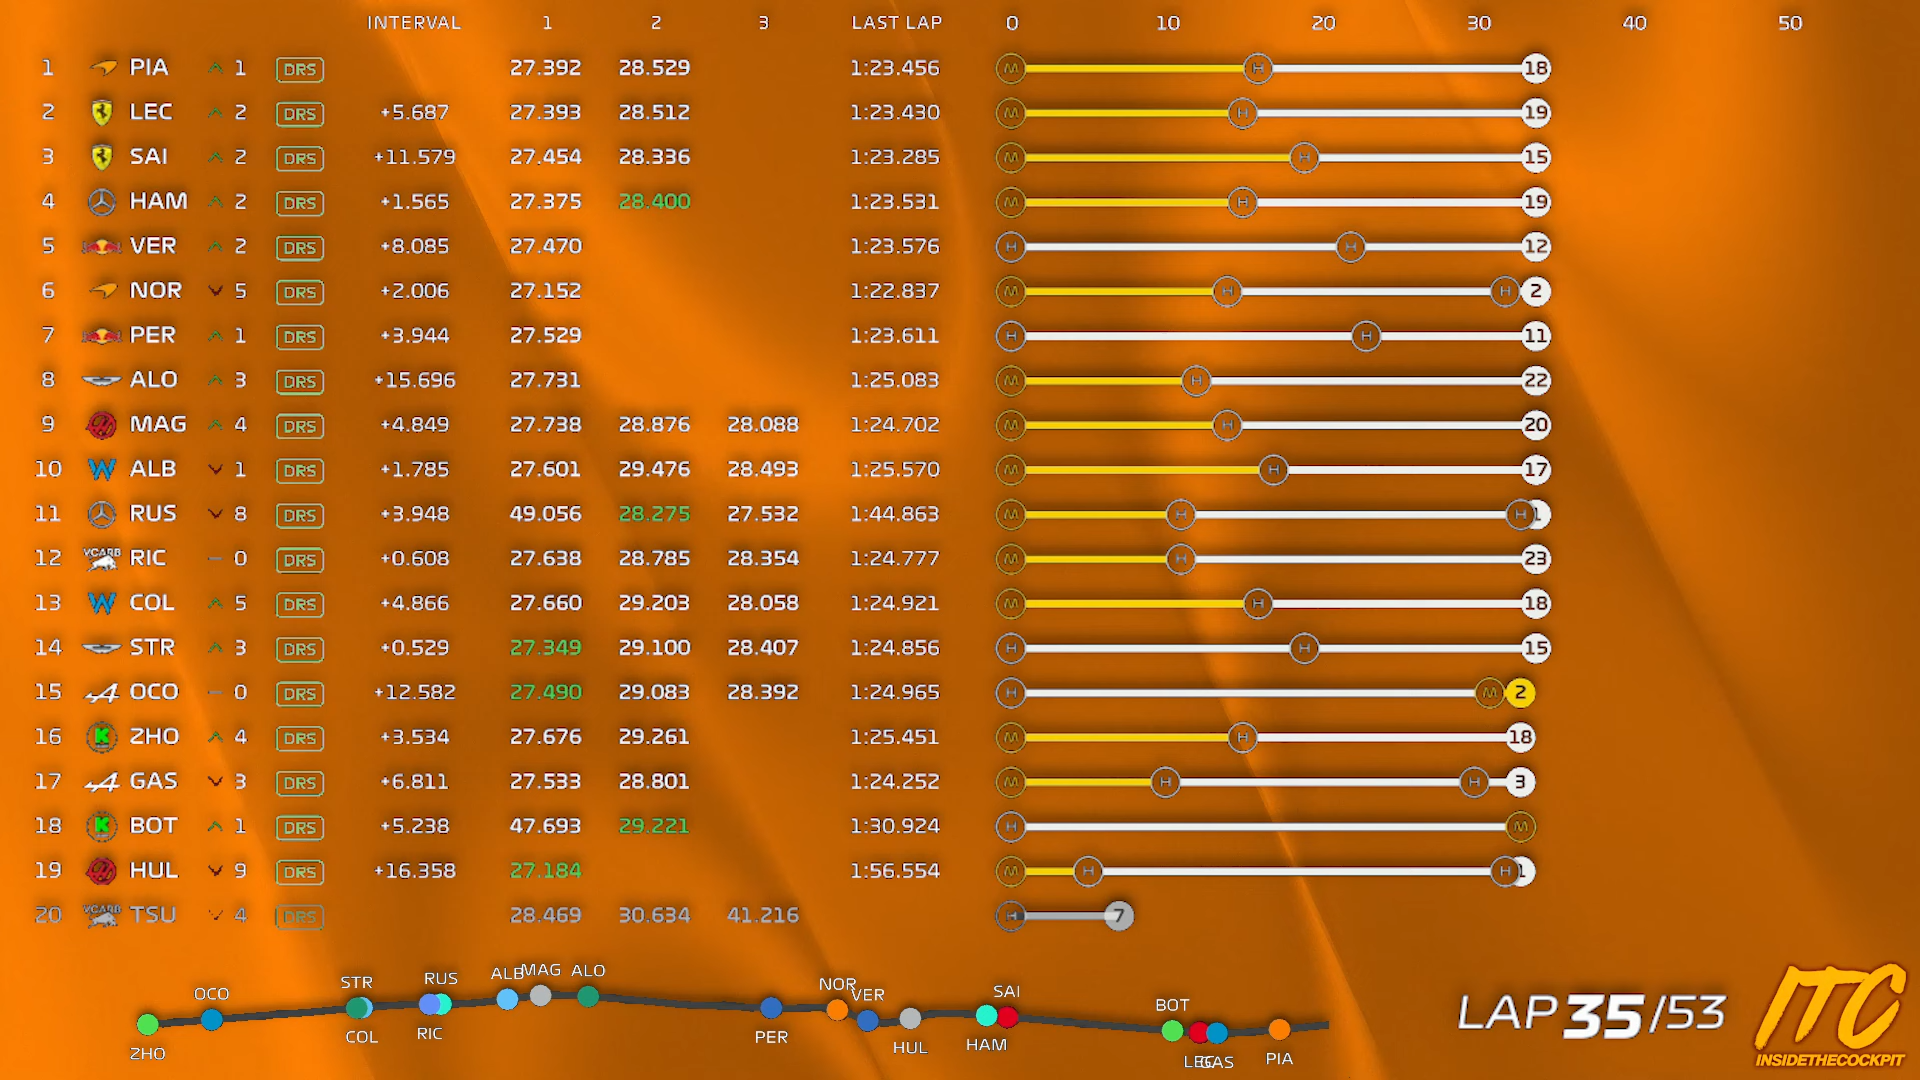 INTERVAL 1 2 3 LAST LAP 0 10 20 30 40 50
1 PIA 1 DRS 27.392 28.529 1:23.456 M H 18
2 LEC 2 DRS +5.687 27.393 28.512 1:23.430 M H 19
3 SAI 2 DRS +11.579 27.454 28.336 1:23.285 M H 15
4 HAM 2 DRS +1.565 27.375 28.400 1:23.531 M H 19
5 VER 2 DRS +8.085 27.470 1:23.576 H H 12
6 NOR 5 DRS +2.006 27.152 1:22.837 M H H 2
7 PER 1 DRS +3.944 27.529 1:23.611 H H 11
8 ALO 3 DRS +15.696 27.731 1:25.083 M H 22
9 MAG 4 DRS +4.849 27.738 28.876 28.088 1:24.702 M H 20
10 W ALB 1 DRS +1.785 27.601 29.476 28.493 1:25.570 M H 17
11 RUS 8 DRS +3.948 49.056 28.275 27.532 1:44.863 M H H 1
12 VCARB RIC 0 DRS +0.608 27.638 28.785 28.354 1:24.777 M H 23
13 W COL 5 DRS +4.866 27.660 29.203 28.058 1:24.921 M H 18
14 STR 3 DRS +0.529 27.349 29.100 28.407 1:24.856 H H 15
15 OCO 0 DRS +12.582 27.490 29.083 28.392 1:24.965 H M 2
16 K ZHO 4 DRS +3.534 27.676 29.261 1:25.451 M H 18
17 GAS 3 DRS +6.811 27.533 28.801 1:24.252 M H H 3
18 K BOT 1 DRS +5.238 47.693 29.221 1:30.924 H M
19 HUL 9 DRS +16.358 27.184 1:56.554 M H H 1
20 VCARB TSU 4 DRS 28.469 30.634 41.216 H 7
OCO STR RUS ALB MAG ALO NOR VER SAI BOT
ZHO COL RIC PER HUL HAM LEC GAS PIA
LAP 35/53
ITC
INSIDETHECOCKPIT